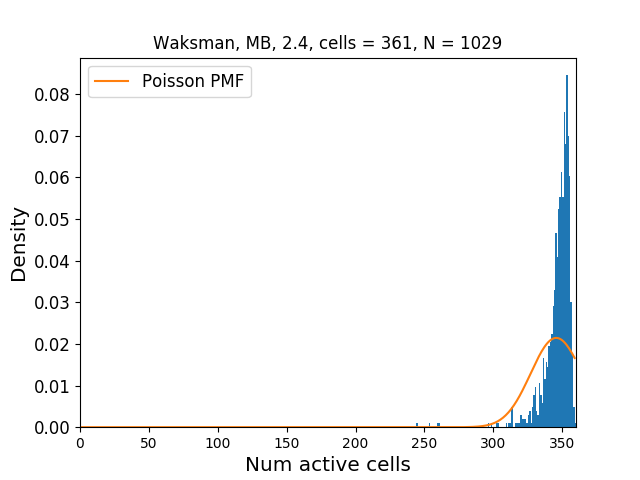 Waksman, MB, 2.4, cells = 361, N = 1029
Poisson PMF
Density
0.08
0.07
0.06
0.05
0.04
0.03
0.02
0.01
0.00
0 50 100 150 200 250 300 350
Num active cells